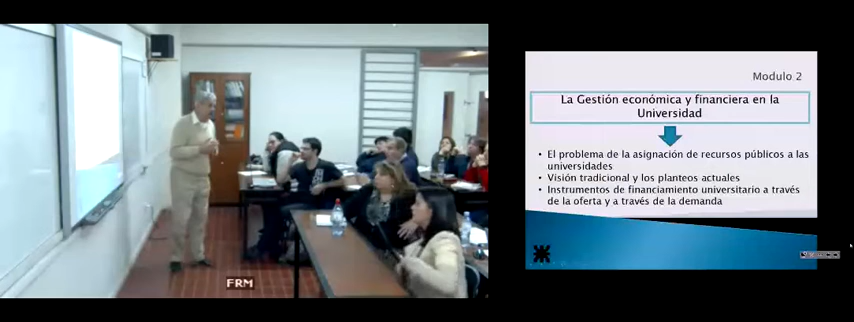 FRM
Modulo 2
La Gestión económica y financiera en la
Universidad
• El problema de la asignación de recursos públicos a las
universidades
• Visión tradicional y los planteos actuales
• Instrumentos de financiamiento universitario a través
de la oferta y a través de la demanda